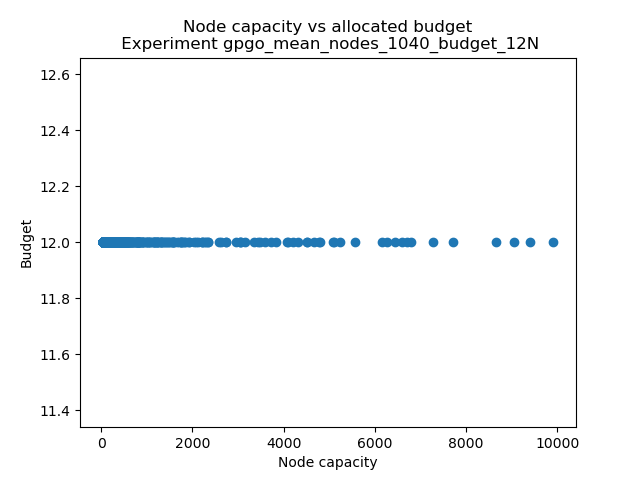 Node capacity vs allocated budget
Experiment gpgo_mean_nodes_1040_budget_12N
12.6
12.4
12.2
12.0
11.8
11.6
11.4
Budget
0 2000 4000 6000 8000 10000
Node capacity